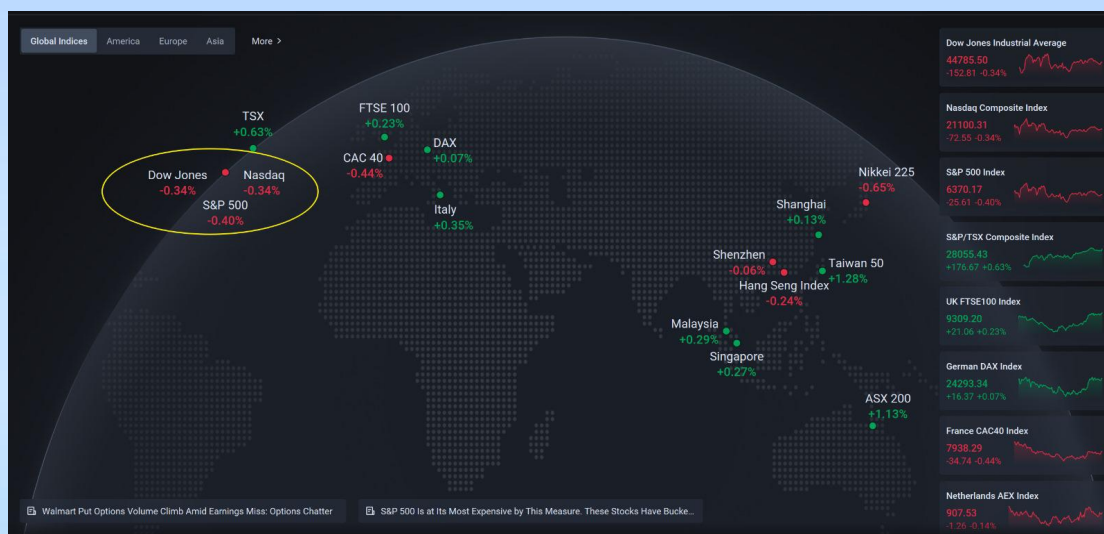 Global Indices America Europe Asia More >
TSX
+0.63%
Dow Jones
-0.34%
Nasdaq
-0.34%
S&P 500
-0.40%
FTSE 100
+0.23%
CAC 40
-0.44%
DAX
+0.07%
Italy
+0.35%
Nikkei 225
-0.65%
Shanghai
+0.13%
Shenzhen
-0.06%
Taiwan 50
+1.28%
Hang Seng Index
-0.24%
Malaysia
+0.29%
Singapore
+0.27%
ASX 200
+1.13%
Walmart Put Options Volume Climb Amid Earnings Miss: Options Chatter
S&P 500 Is at Its Most Expensive by This Measure. These Stocks Have Bucke...
Dow Jones Industrial Average
44785.50
-152.81 -0.34%
Nasdaq Composite Index
21100.31
-72.55 -0.34%
S&P 500 Index
6370.17
-25.61 -0.40%
S&P/TSX Composite Index
28055.43
+176.67 +0.63%
UK FTSE100 Index
9309.20
+21.06 +0.23%
German DAX Index
24293.34
+16.37 +0.07%
France CAC40 Index
7938.29
-34.74 -0.44%
Netherlands AEX Index
907.53
-1.26 -0.14%